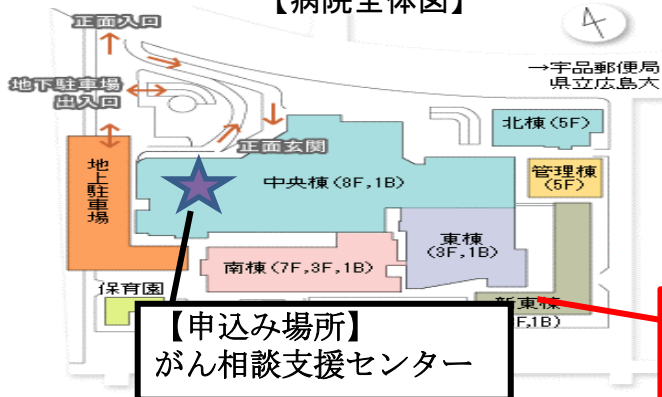 【病院全体図】
正面入口
→宇品郵便局
県立広島大
地下駐車場
出入口
北棟(5F)
正面玄関
地上駐車場
中央棟(8F,1B)
管理棟
(5F)
東棟
(3F,1B)
南棟(7F,3F,1B)
保育園
新東棟
F,1B)
【申込み場所】
がん相談支援センター